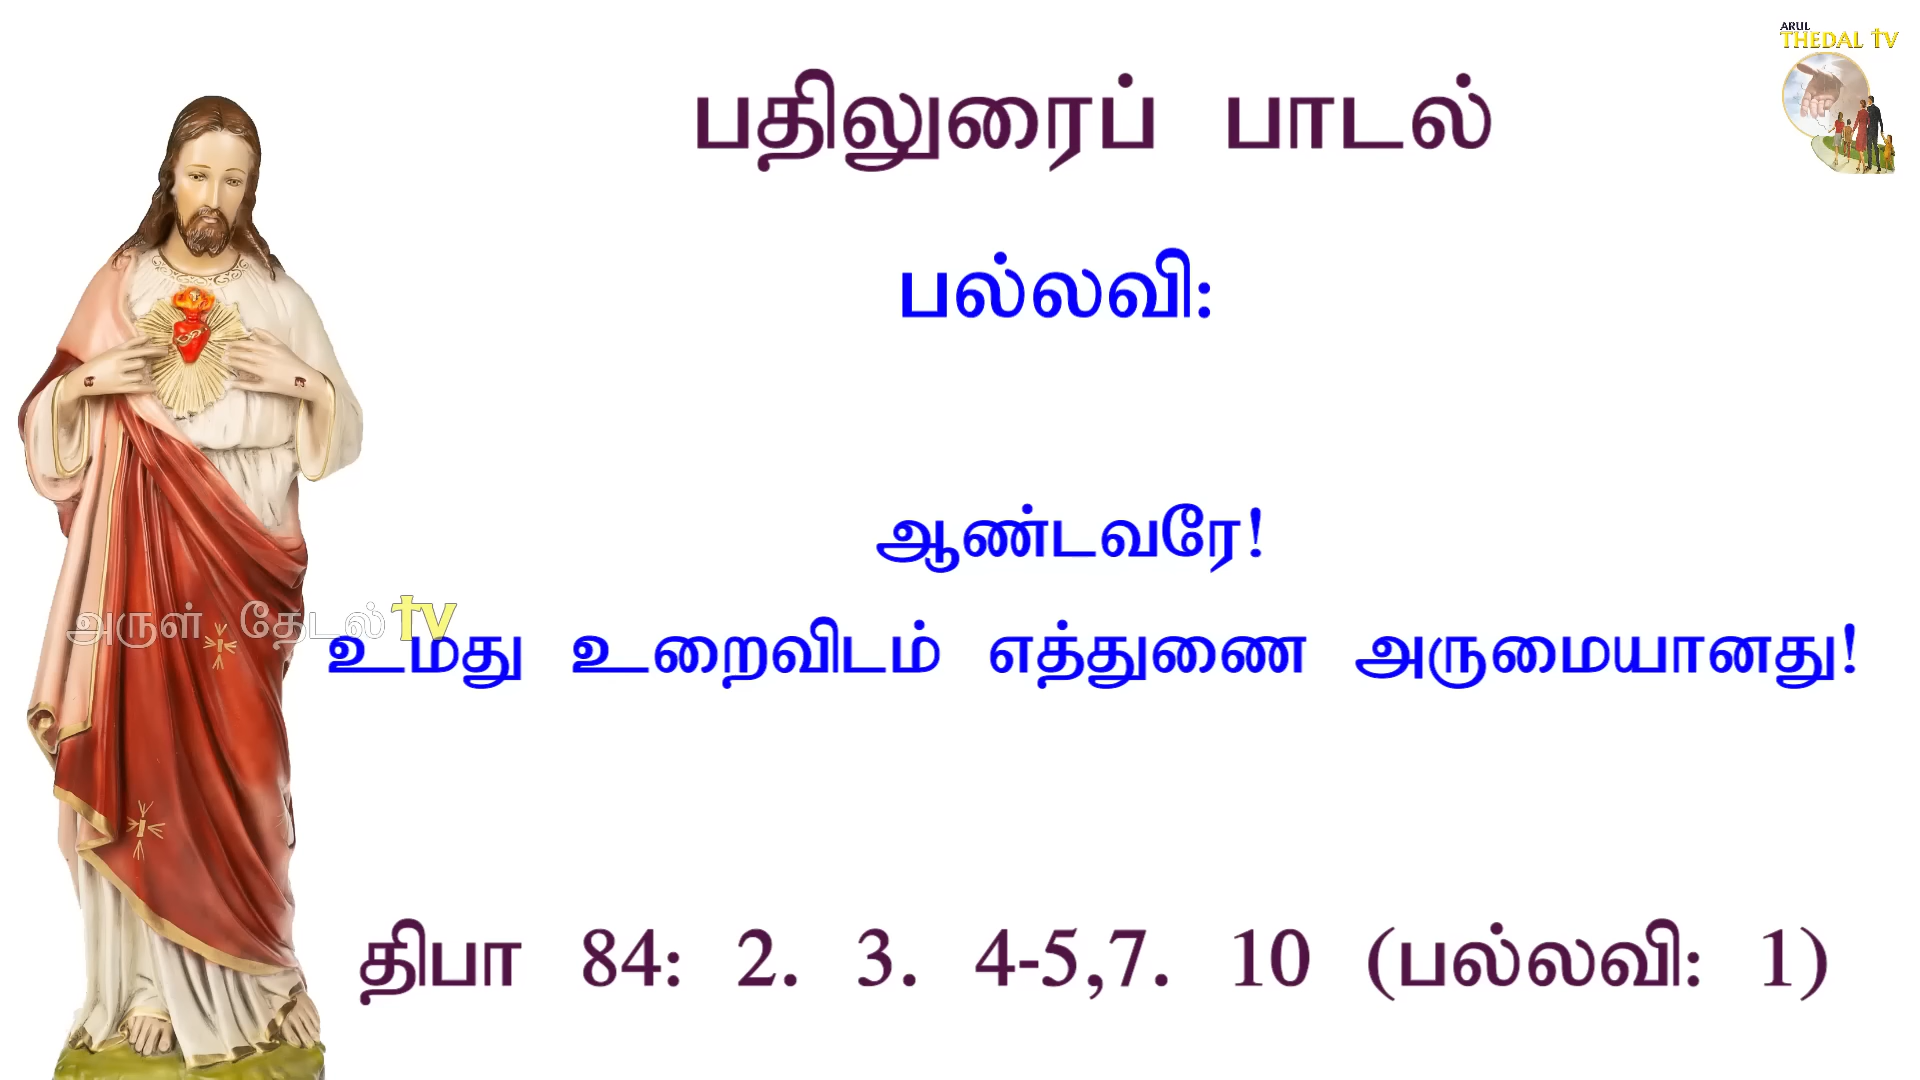 ARUL
THEDAL TV
பதிலுரைப் பாடல்
பல்லவி:
ஆண்டவரே!
அருள் தேடல் tv
உமது உறைவிடம் எத்துணை அருமையானது!
திபா 84: 2. 3. 4-5,7. 10 (பல்லவி: 1)